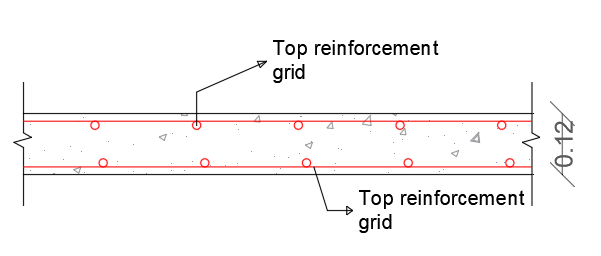 Top reinforcement
grid
0.12
Top reinforcement
grid